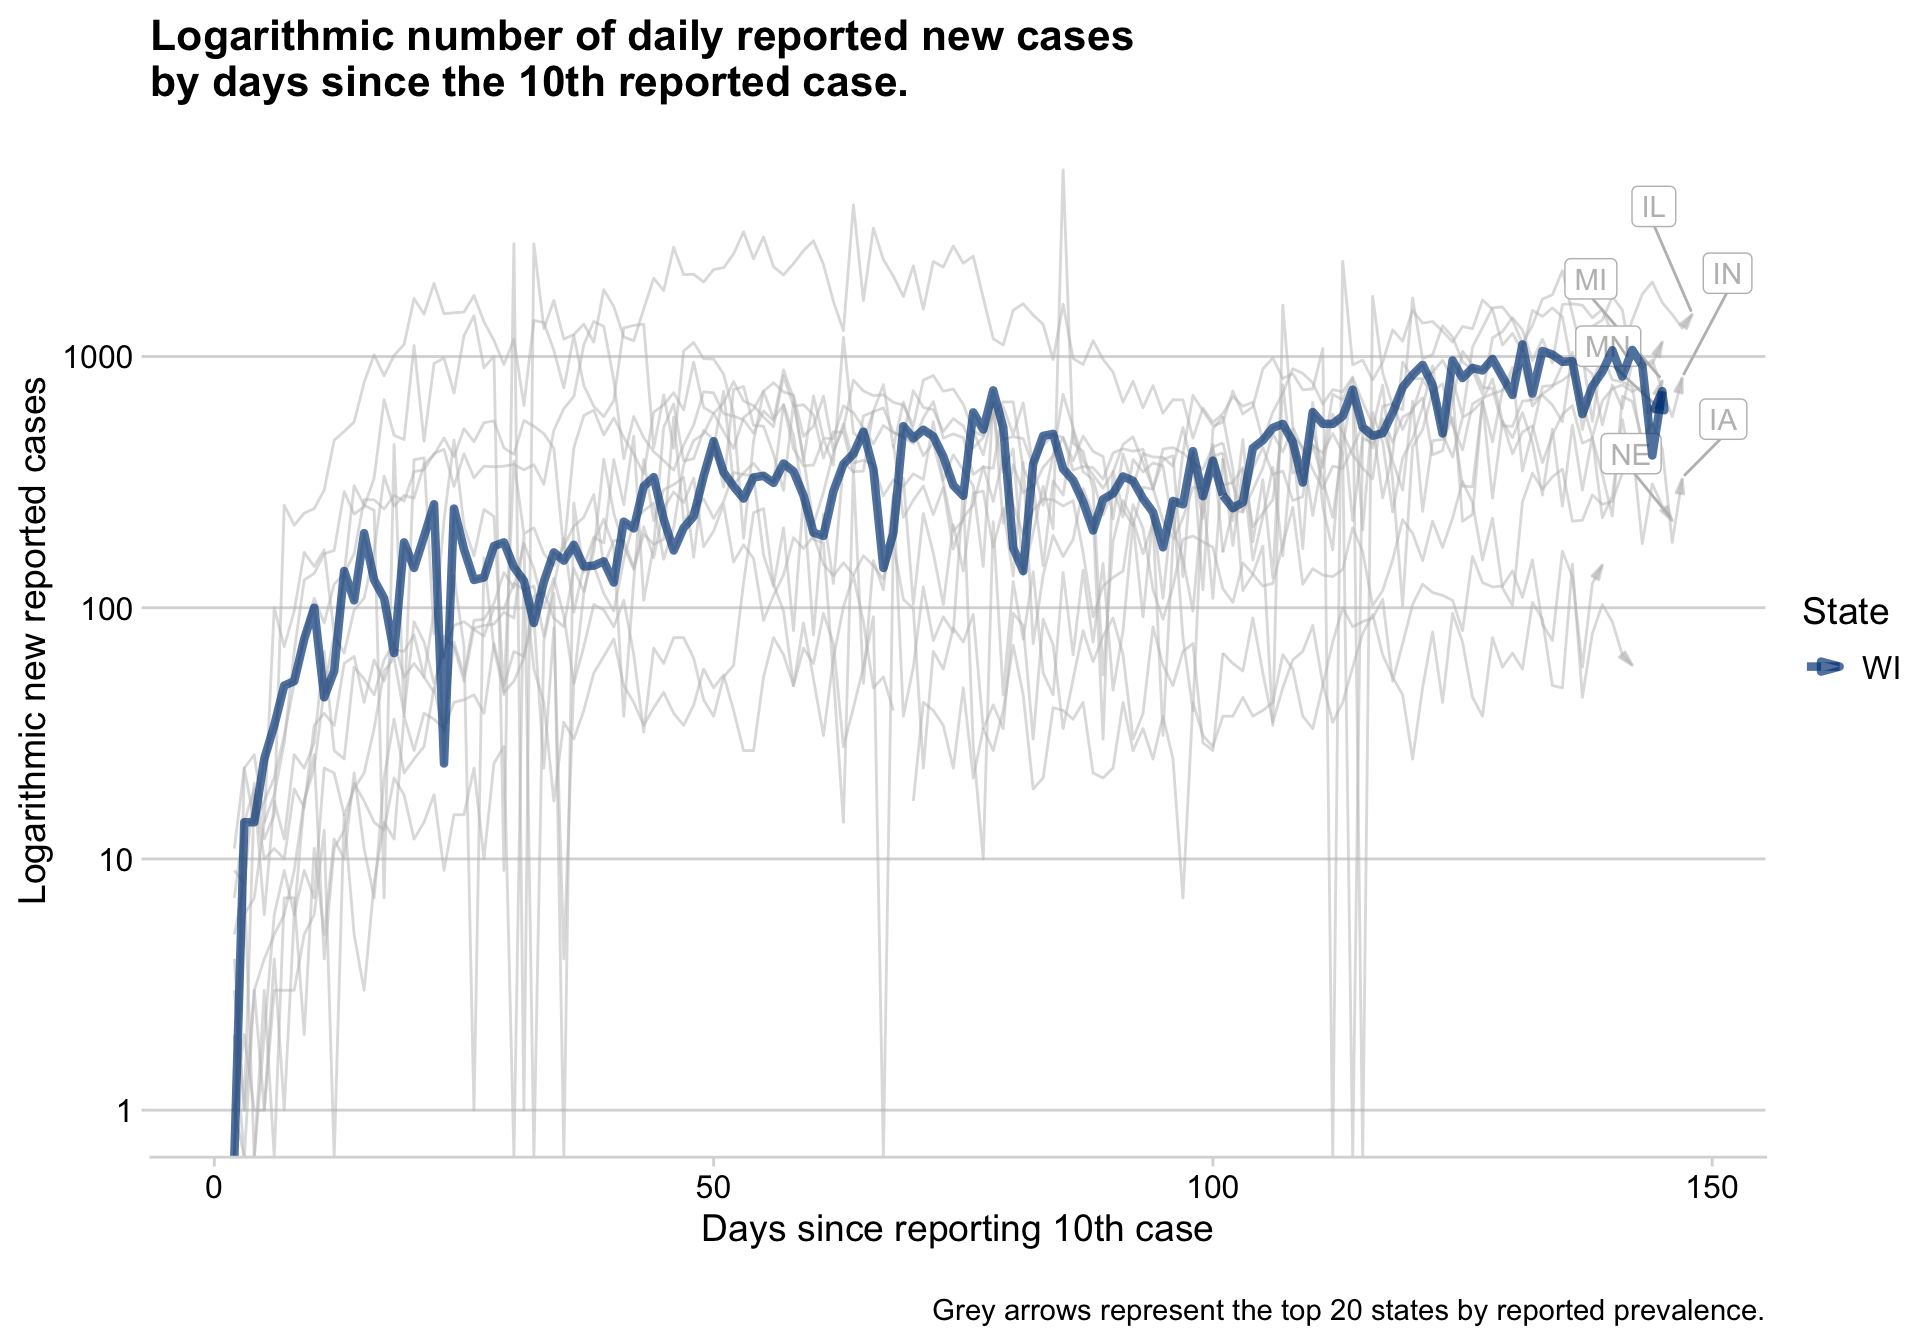 Logarithmic number of daily reported new cases
by days since the 10th reported case.
IL
IN
MI
MN
IA
NE
1000
100
10
1
Logarithmic new reported cases
0 50 100 150
Days since reporting 10th case
State
WI
Grey arrows represent the top 20 states by reported prevalence.